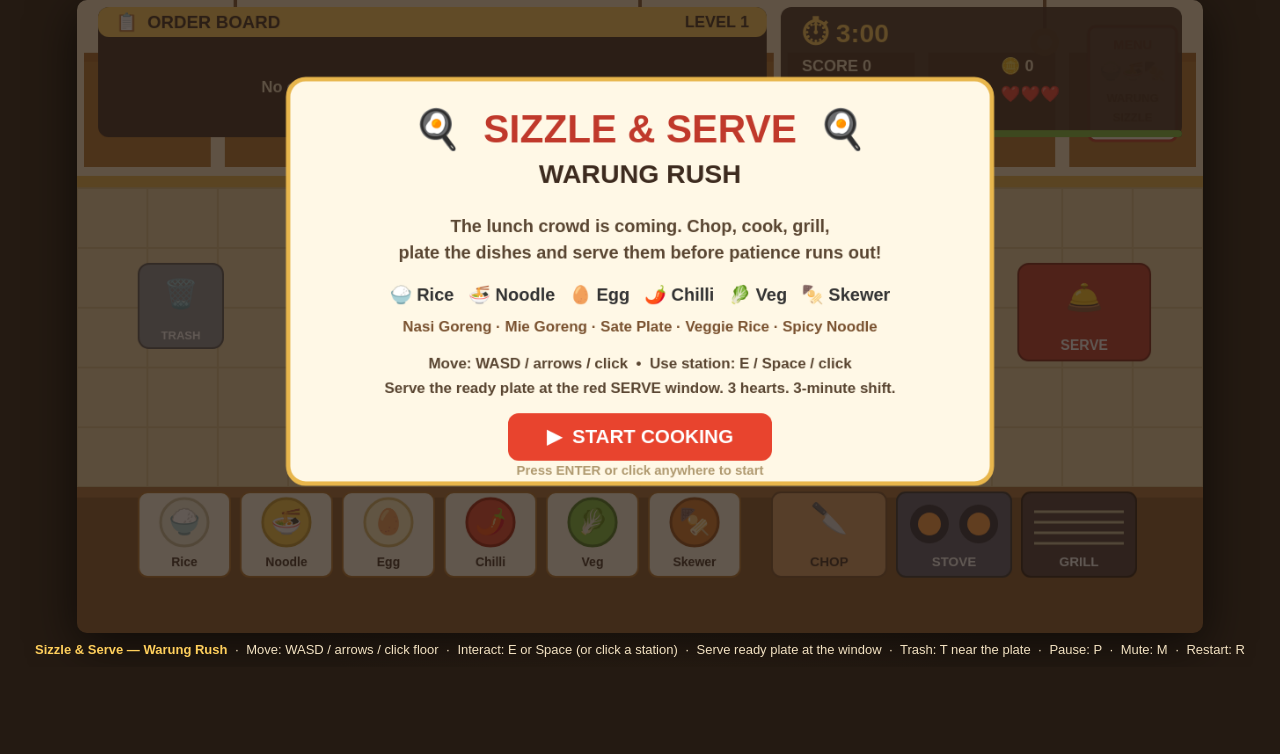 ORDER BOARD
LEVEL 1
3:00
SCORE 0
0
No
SIZZLE & SERVE
WARUNG RUSH
The lunch crowd is coming. Chop, cook, grill,
plate the dishes and serve them before patience runs out!
Rice Noodle Egg Chilli Veg Skewer
Nasi Goreng · Mie Goreng · Sate Plate · Veggie Rice · Spicy Noodle
Move: WASD / arrows / click • Use station: E / Space / click
Serve the ready plate at the red SERVE window. 3 hearts. 3-minute shift.
▶ START COOKING
Press ENTER or click anywhere to start
TRASH
SERVE
Rice
Noodle
Egg
Chilli
Veg
Skewer
CHOP
STOVE
GRILL
Sizzle & Serve — Warung Rush · Move: WASD / arrows / click floor · Interact: E or Space (or click a station) · Serve ready plate at the window · Trash: T near the plate · Pause: P · Mute: M · Restart: R